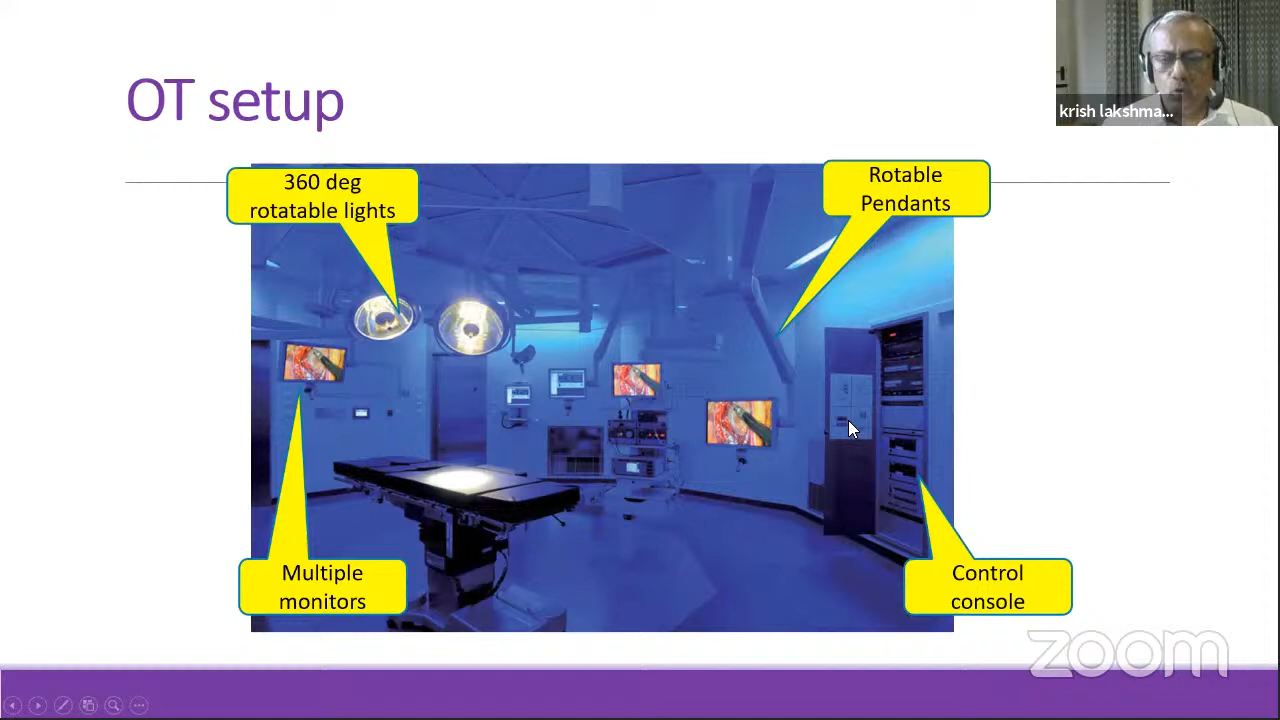 krish lakshma...
OT setup
360 deg
rotatable lights
Rotable
Pendants
Multiple
monitors
Control
console
zoom